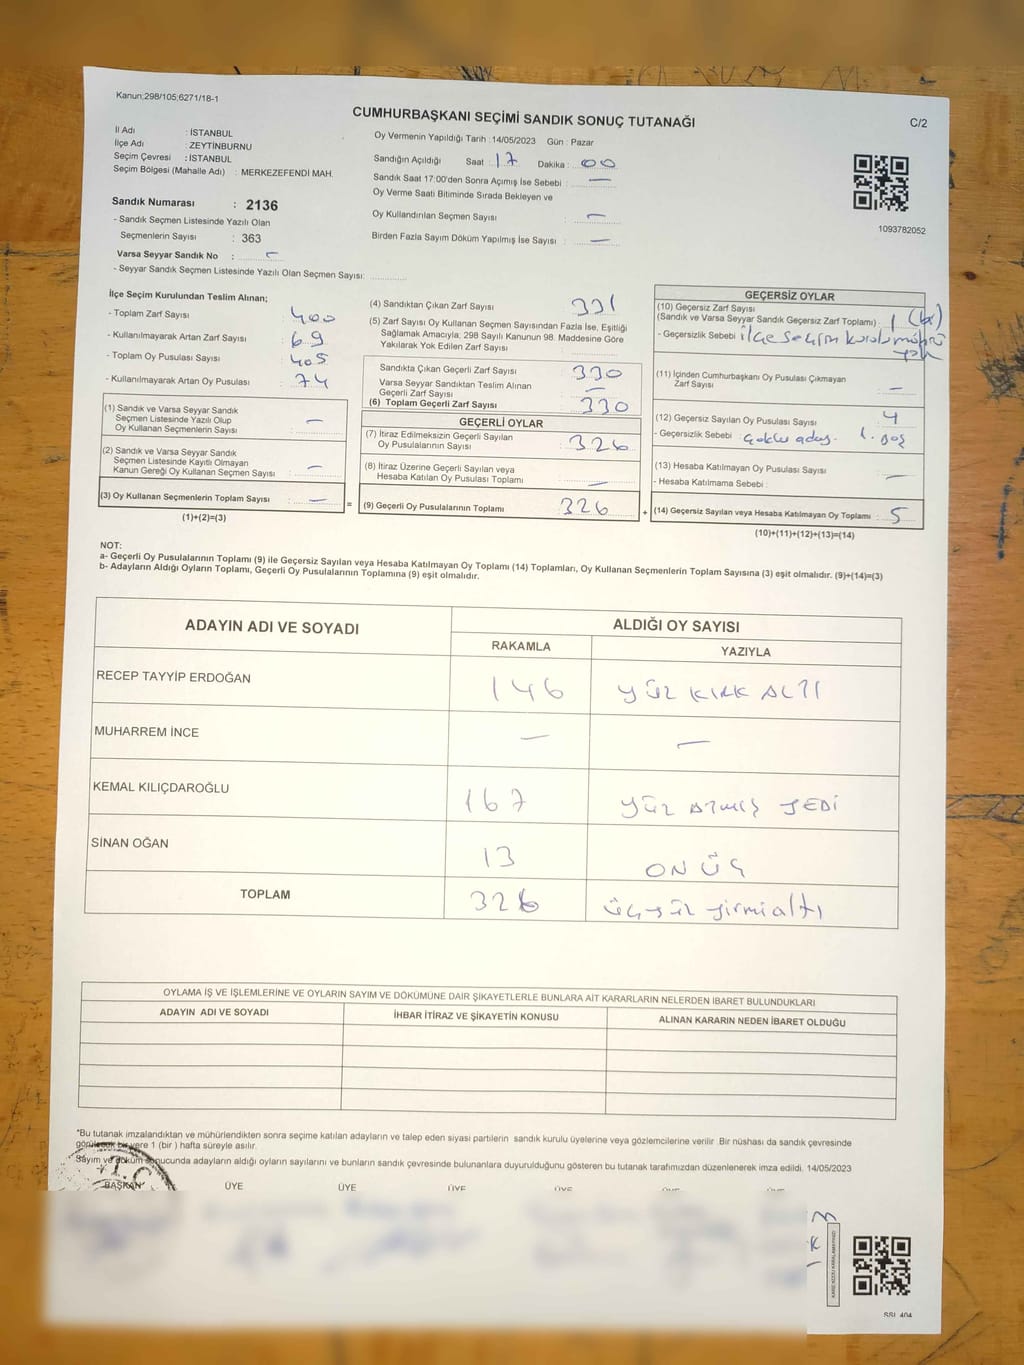 Kanun;298/105;6271/18-1
CUMHURBAŞKANI SEÇİMİ SANDIK SONUÇ TUTANAĞI
C/2
İl Adı : İSTANBUL
İlçe Adı : ZEYTİNBURNU
Seçim Çevresi : İSTANBUL
Seçim Bölgesi (Mahalle Adı) : MERKEZEFENDİ MAH.
Sandık Numarası : 2136
- Sandık Seçmen Listesinde Yazılı Olan
Seçmenlerin Sayısı : 363
Varsa Seyyar Sandık No : –
- Seyyar Sandık Seçmen Listesinde Yazılı Olan Seçmen Sayısı:
Oy Vermenin Yapıldığı Tarih :14/05/2023 Gün : Pazar
Sandığın Açıldığı Saat : 17 Dakika : 00
Sandık Saat 17:00'den Sonra Açımış İse Sebebi : –
Oy Verme Saati Bitiminde Sırada Bekleyen ve
Oy Kullandırılan Seçmen Sayısı : –
Birden Fazla Sayım Döküm Yapılmış İse Sayısı : –
1093782052
İlçe Seçim Kurulundan Teslim Alınan;
- Toplam Zarf Sayısı : 400
- Kullanılmayarak Artan Zarf Sayısı : 69
- Toplam Oy Pusulası Sayısı : 405
- Kullanılmayarak Artan Oy Pusulası : 74
(1) Sandık ve Varsa Seyyar Sandık
Seçmen Listesinde Yazılı Olup
Oy Kullanan Seçmenlerin Sayısı : –
(2) Sandık ve Varsa Seyyar Sandık
Seçmen Listesinde Kayıtlı Olmayan
Kanun Gereği Oy Kullanan Seçmen Sayısı : –
(3) Oy Kullanan Seçmenlerin Toplam Sayısı : –
(1)+(2)=(3)
(4) Sandıktan Çıkan Zarf Sayısı : 331
(5) Zarf Sayısı Oy Kullanan Seçmen Sayısından Fazla İse, Eşitliği
Sağlamak Amacıyla; 298 Sayılı Kanunun 98. Maddesine Göre
Yakılarak Yok Edilen Zarf Sayısı :
Sandıkta Çıkan Geçerli Zarf Sayısı : 330
Varsa Seyyar Sandıktan Teslim Alınan
Geçerli Zarf Sayısı : –
(6) Toplam Geçerli Zarf Sayısı : 330
GEÇERLİ OYLAR
(7) İtiraz Edilmeksizin Geçerli Sayılan
Oy Pusulalarının Sayısı : 326
(8) İtiraz Üzerine Geçerli Sayılan veya
Hesaba Katılan Oy Pusulası Toplamı : –
= (9) Geçerli Oy Pusulalarının Toplamı : 326
GEÇERSİZ OYLAR
(10) Geçersiz Zarf Sayısı
(Sandık ve Varsa Seyyar Sandık Geçersiz Zarf Toplamı) : 1 (bir)
- Geçersizlik Sebebi : ilçe seçim kurulu mührü
yok
(11) İçinden Cumhurbaşkanı Oy Pusulası Çıkmayan
Zarf Sayısı : –
(12) Geçersiz Sayılan Oy Pusulası Sayısı : 4
- Geçersizlik Sebebi : çoklu aday. 1. boş
(13) Hesaba Katılmayan Oy Pusulası Sayısı : –
- Hesaba Katılmama Sebebi :
+ (14) Geçersiz Sayılan veya Hesaba Katılmayan Oy Toplamı : 5
(10)+(11)+(12)+(13)=(14)
NOT:
a- Geçerli Oy Pusulalarının Toplamı (9) ile Geçersiz Sayılan veya Hesaba Katılmayan Oy Toplamı (14) Toplamları, Oy Kullanan Seçmenlerin Toplam Sayısına (3) eşit olmalıdır. (9)+(14)=(3)
b- Adayların Aldığı Oyların Toplamı, Geçerli Oy Pusulalarının Toplamına (9) eşit olmalıdır.
ADAYIN ADI VE SOYADI
ALDIĞI OY SAYISI
RAKAMLA YAZIYLA
RECEP TAYYİP ERDOĞAN 146 YÜZ KIRK ALTI
MUHARREM İNCE – –
KEMAL KILIÇDAROĞLU 167 YÜZ ATMIŞ YEDİ
SİNAN OĞAN 13 ON ÜÇ
TOPLAM 326 üçyüz yirmialtı
OYLAMA İŞ VE İŞLEMLERİNE VE OYLARIN SAYIM VE DÖKÜMÜNE DAİR ŞİKAYETLERLE BUNLARA AİT KARARLARIN NELERDEN İBARET BULUNDUKLARI
ADAYIN ADI VE SOYADI İHBAR İTİRAZ VE ŞİKAYETİN KONUSU ALINAN KARARIN NEDEN İBARET OLDUĞU
*Bu tutanak imzalandıktan ve mühürlendikten sonra seçime katılan adayların ve talep eden siyasi partilerin sandık kurulu üyelerine veya gözlemcilerine verilir. Bir nüshası da sandık çevresinde
görülecek bir yere 1 (bir ) hafta süreyle asılır.
Sayım ve döküm sonucunda adayların aldığı oyların sayılarını ve bunların sandık çevresinde bulunanlara duyurulduğunu gösteren bu tutanak tarafımızdan düzenlenerek imza edildi. 14/05/2023
T.C.
BAŞKAN ÜYE ÜYE ÜYE ÜYE ÜYE ÜYE